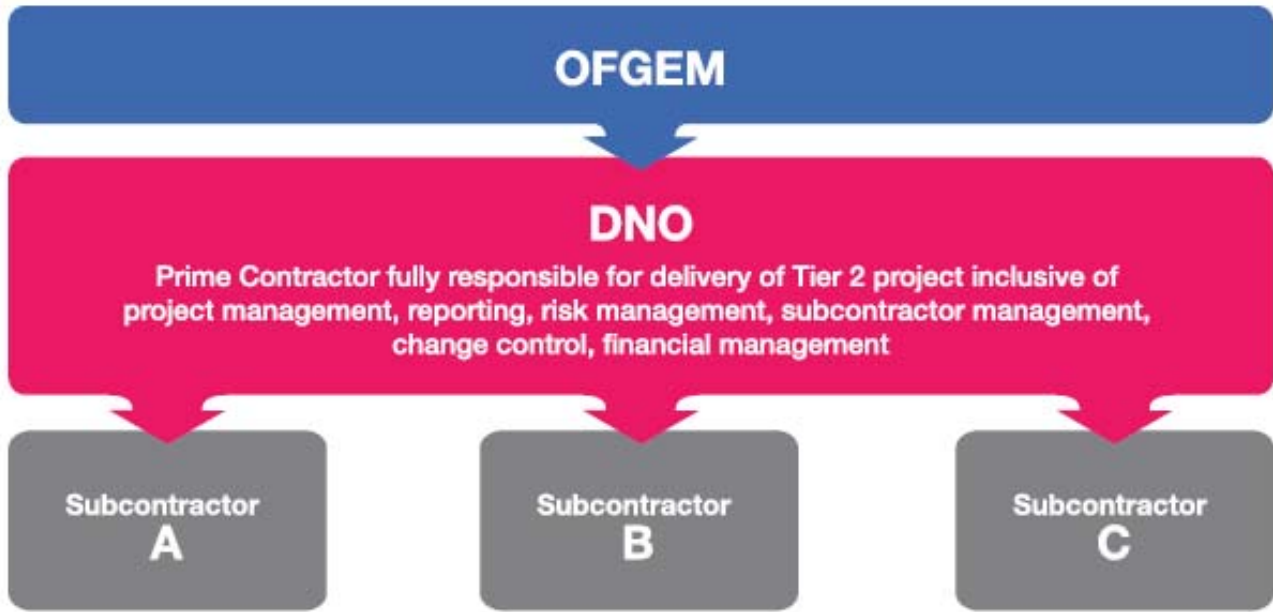 OFGEM
DNO
Prime Contractor fully responsible for delivery of Tier 2 project inclusive of
project management, reporting, risk management, subcontractor management,
change control, financial management
Subcontractor
A
Subcontractor
B
Subcontractor
C